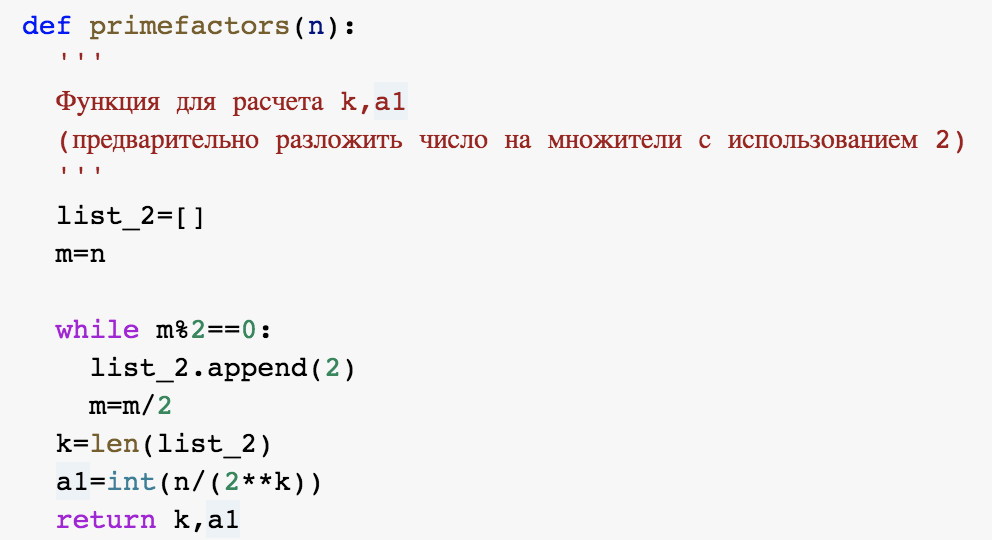 def primefactors(n):
  '''
  Функция для расчета k,a1
  (предварительно разложить число на множители с использованием 2)
  '''
  list_2=[]
  m=n

  while m%2==0:
    list_2.append(2)
    m=m/2
  k=len(list_2)
  a1=int(n/(2**k))
  return k,a1